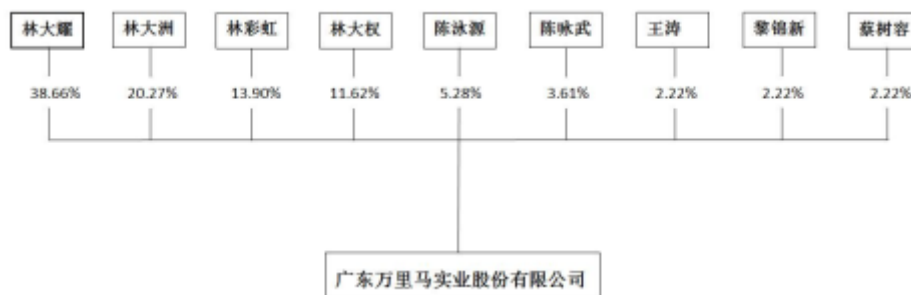 林大耀 林大洲 林彩虹 林大权 陈泳源 陈咏武 王涛 黎锦新 蔡树容
38.66% 20.27% 13.90% 11.62% 5.28% 3.61% 2.22% 2.22% 2.22%
广东万里马实业股份有限公司